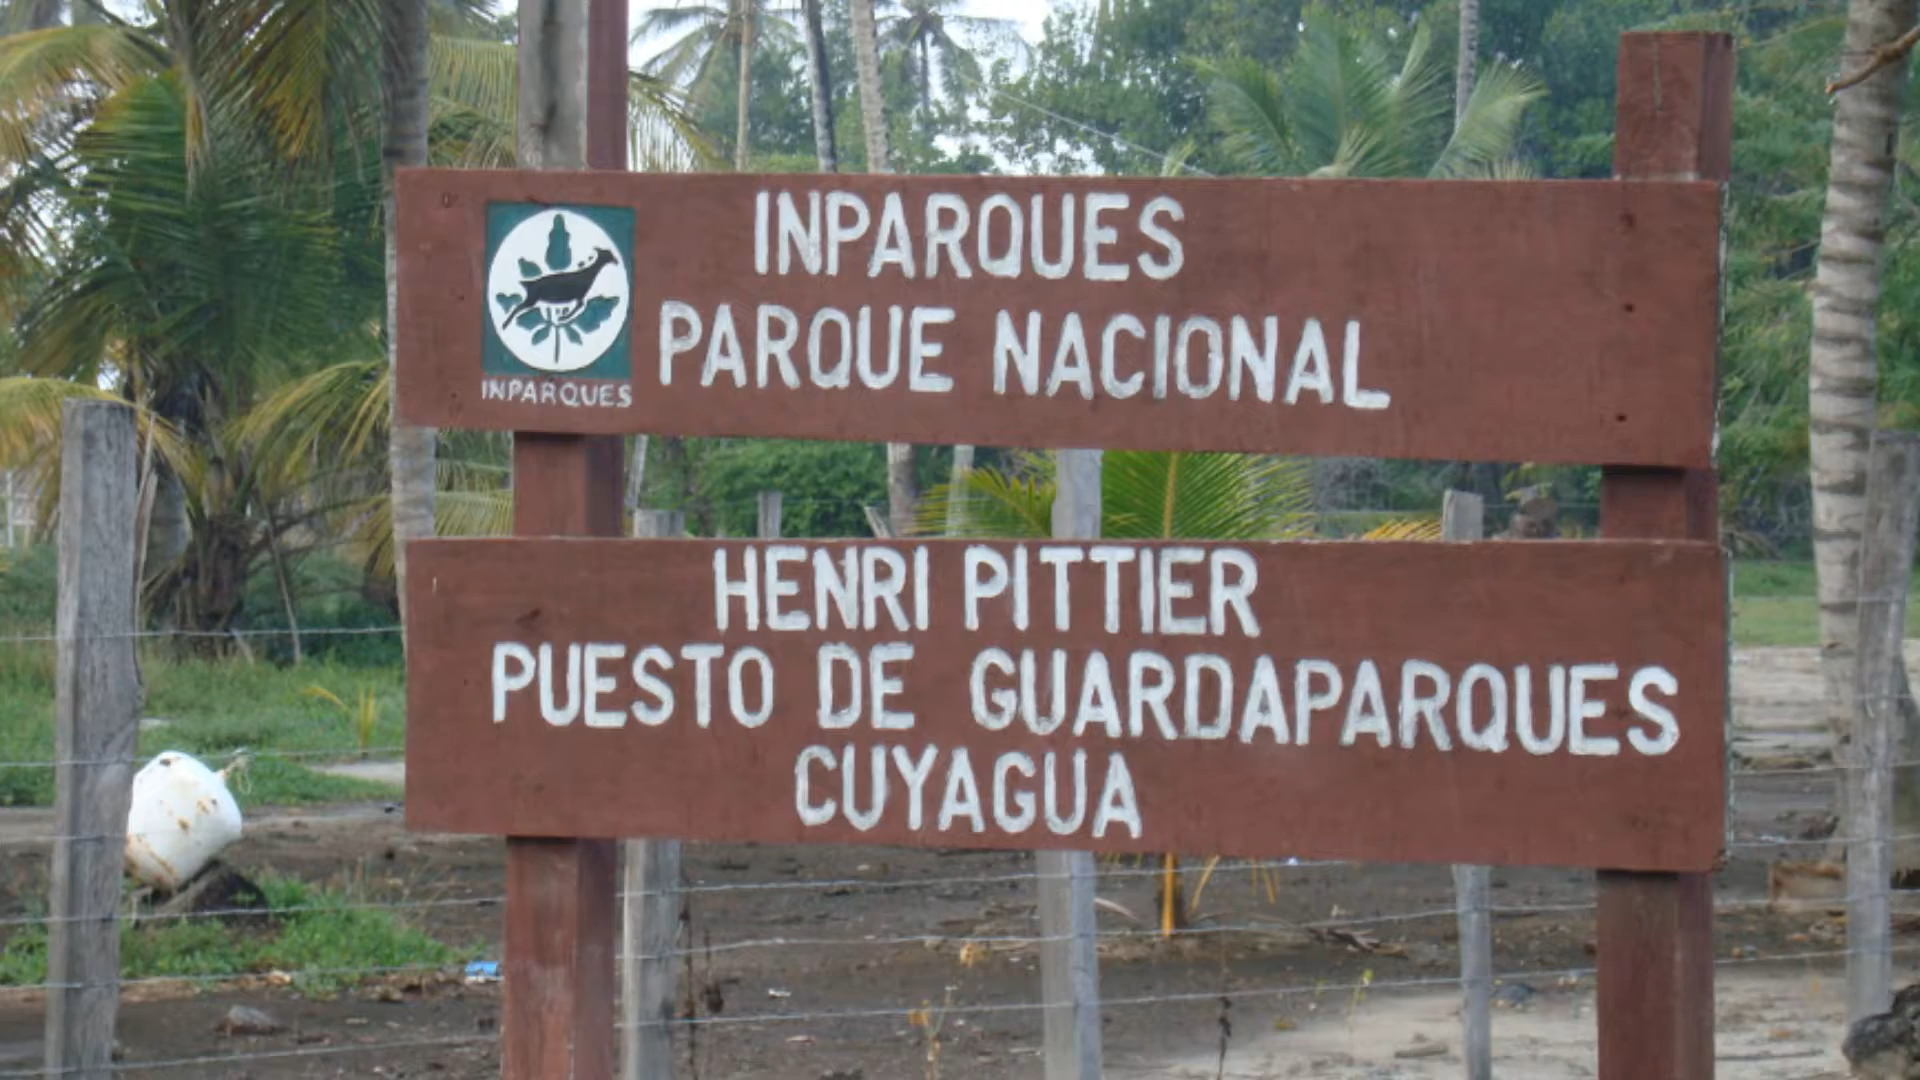 INPARQUES
PARQUE NACIONAL
INPARQUES
HENRI PITTIER
PUESTO DE GUARDAPARQUES
CUYAGUA